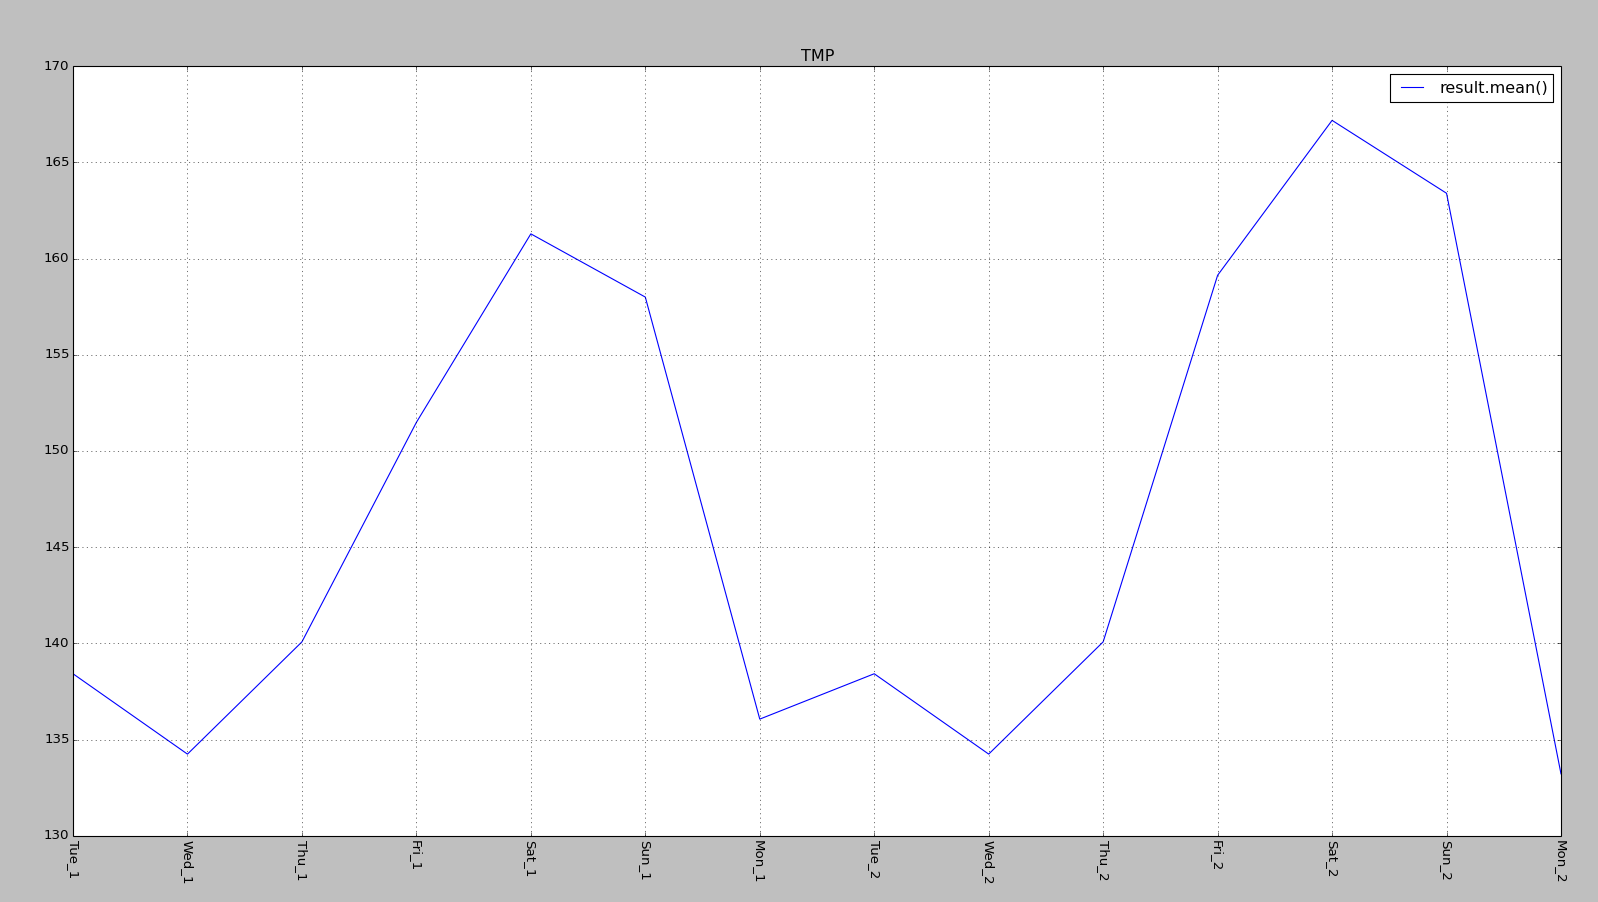 TMP
result.mean()
170
165
160
155
150
145
140
135
130
Tue_1
Wed_1
Thu_1
Fri_1
Sat_1
Sun_1
Mon_1
Tue_2
Wed_2
Thu_2
Fri_2
Sat_2
Sun_2
Mon_2